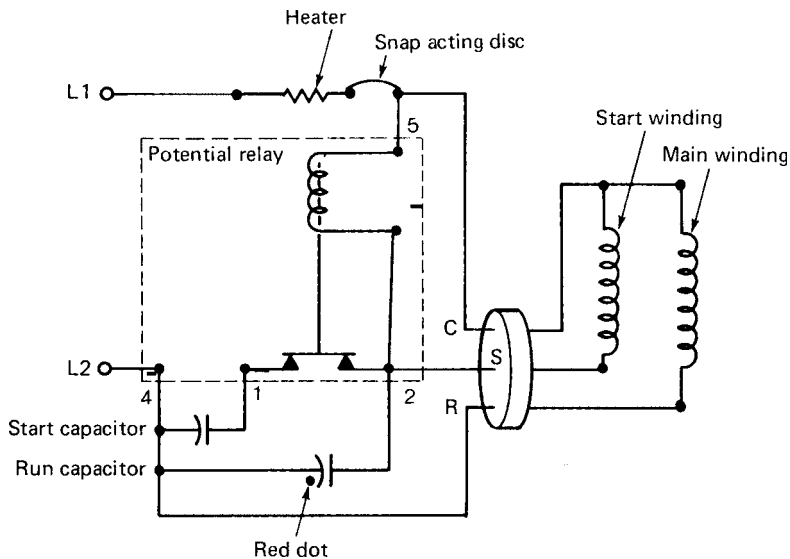 Heater
Snap acting disc
L1
5
Start winding
Potential relay
Main winding
C
L2
S
4
1
2
R
Start capacitor
Run capacitor
Red dot